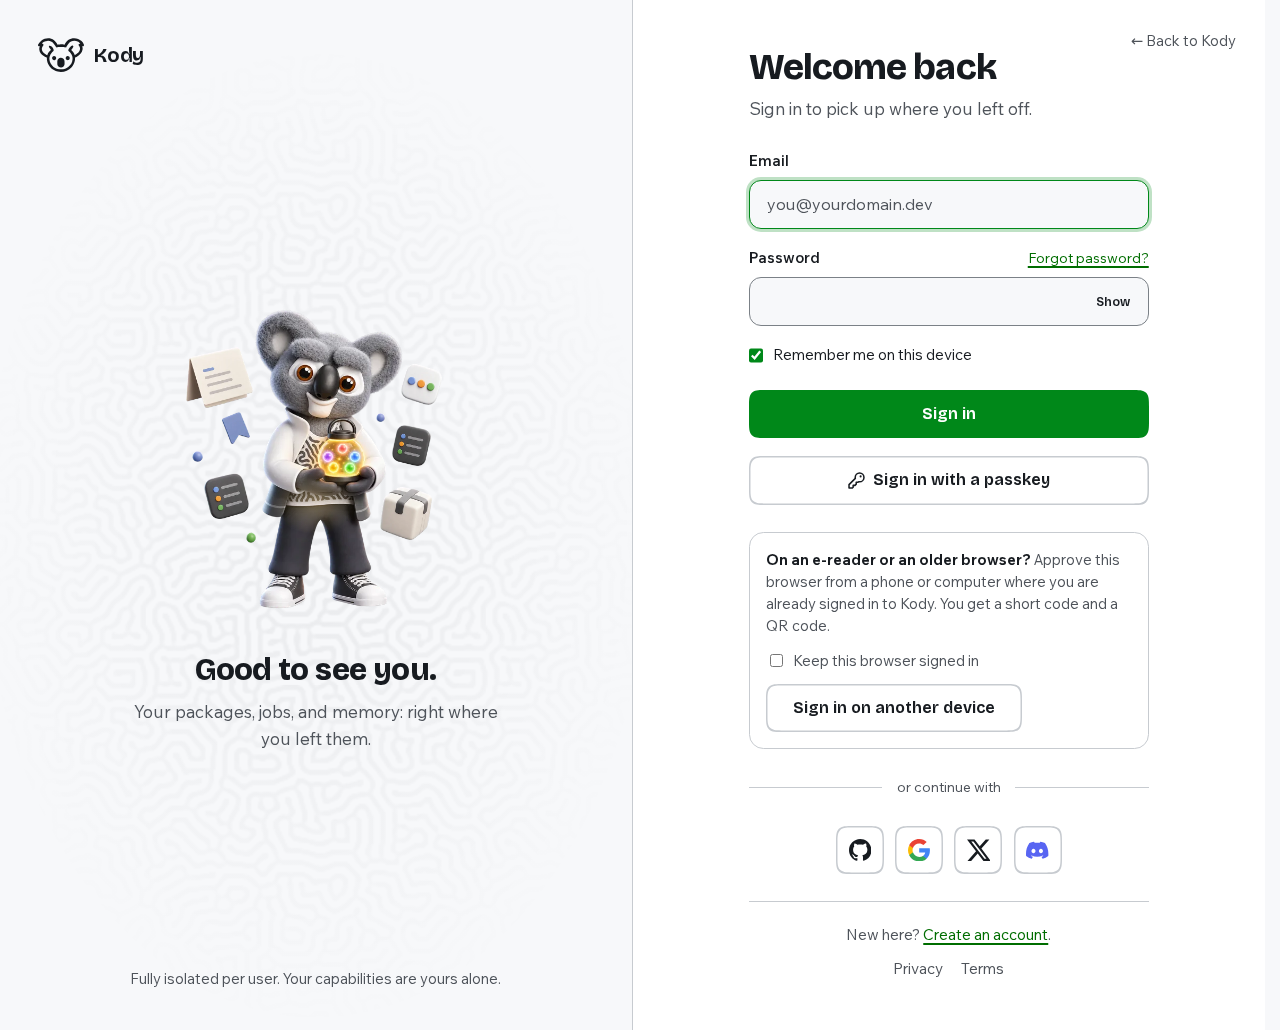 Kody
Good to see you.
Your packages, jobs, and memory: right where
you left them.
Fully isolated per user. Your capabilities are yours alone.
← Back to Kody
Welcome back
Sign in to pick up where you left off.
Email
you@yourdomain.dev
Password
Forgot password?
Show
Remember me on this device
Sign in
Sign in with a passkey
On an e-reader or an older browser? Approve this
browser from a phone or computer where you are
already signed in to Kody. You get a short code and a
QR code.
Keep this browser signed in
Sign in on another device
or continue with
New here? Create an account.
Privacy Terms